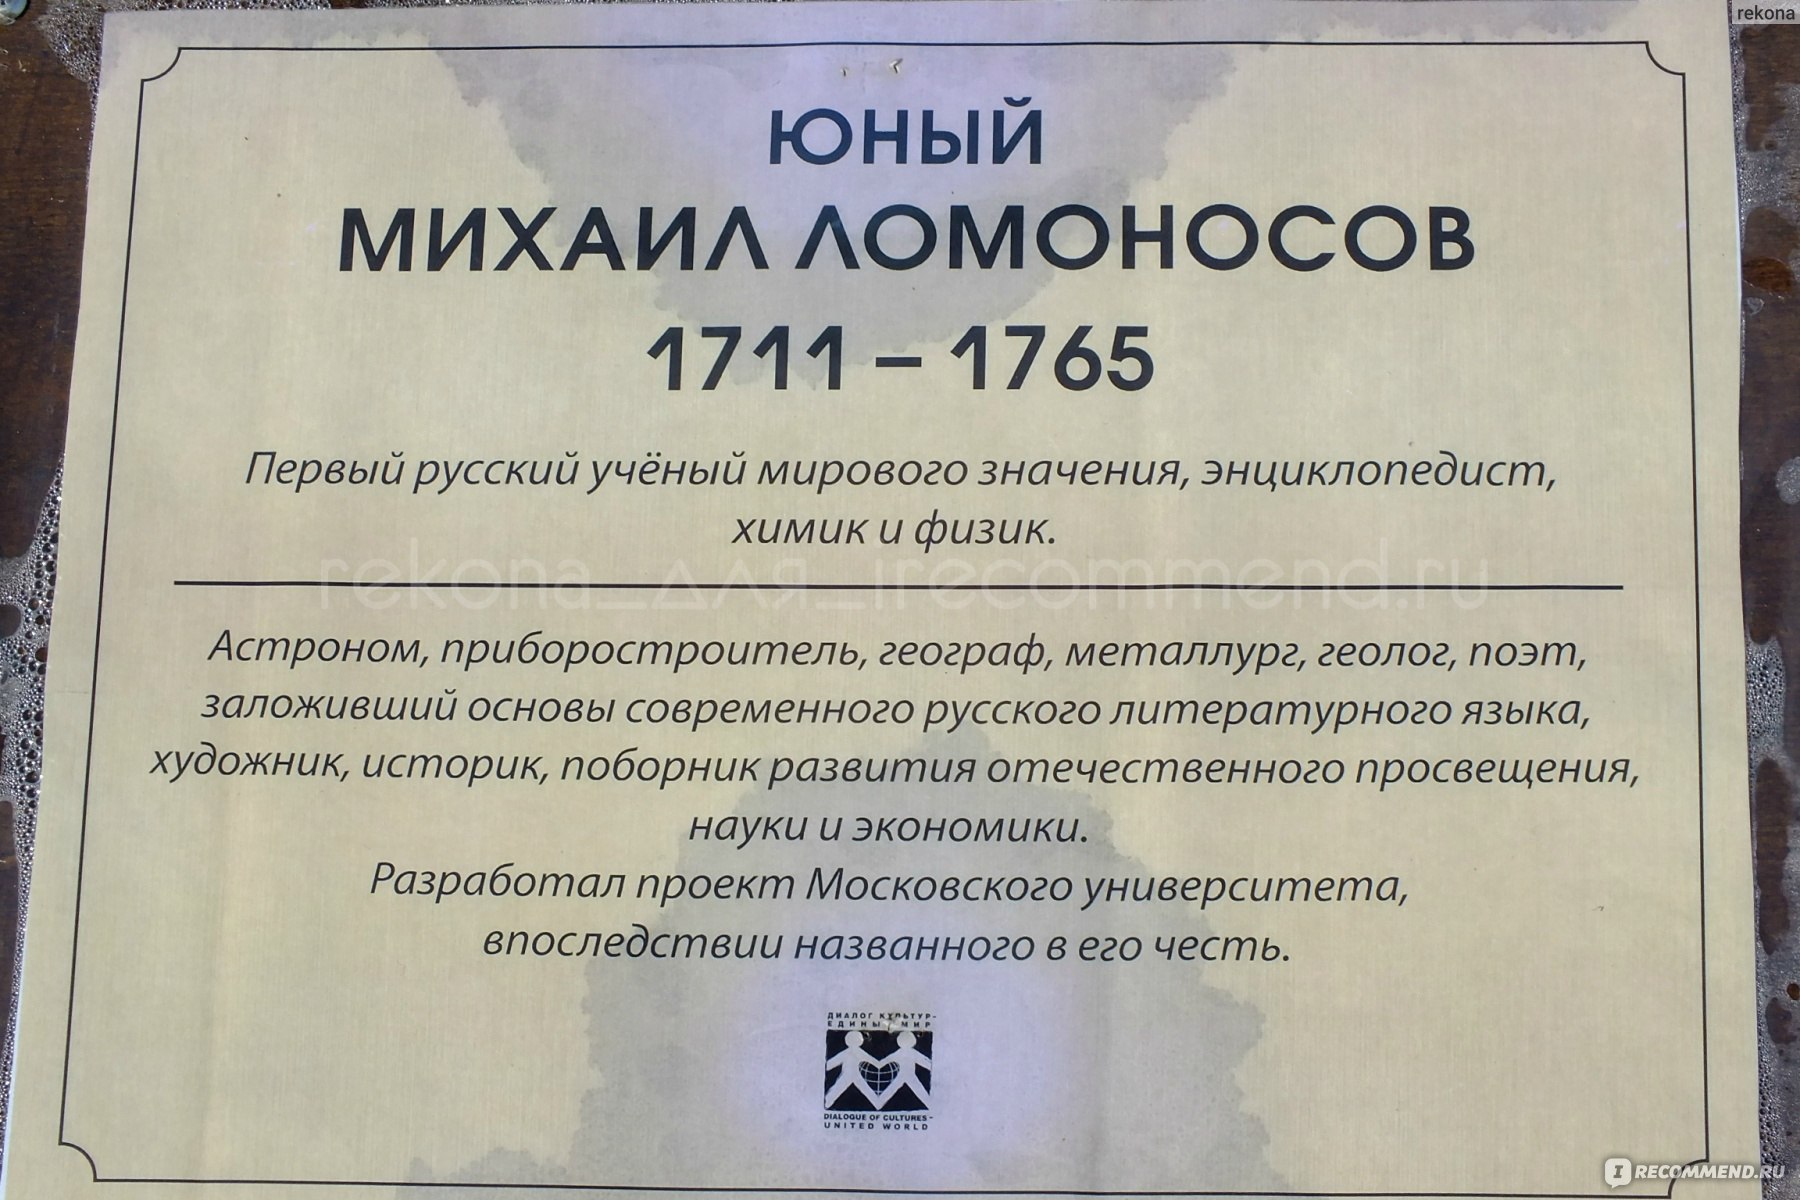 rekona
ЮНЫЙ
МИХАИЛ ЛОМОНОСОВ
1711 – 1765
Первый русский учёный мирового значения, энциклопедист,
химик и физик.
rekona_для_irecommend.ru
Астроном, приборостроитель, географ, металлург, геолог, поэт,
заложивший основы современного русского литературного языка,
художник, историк, поборник развития отечественного просвещения,
науки и экономики.
Разработал проект Московского университета,
впоследствии названного в его честь.
ДИАЛОГ КУЛЬТУР-
ЕДИНЫЙ МИР
DIALOGUE OF CULTURES-
UNITED WORLD
IRECOMMEND.RU